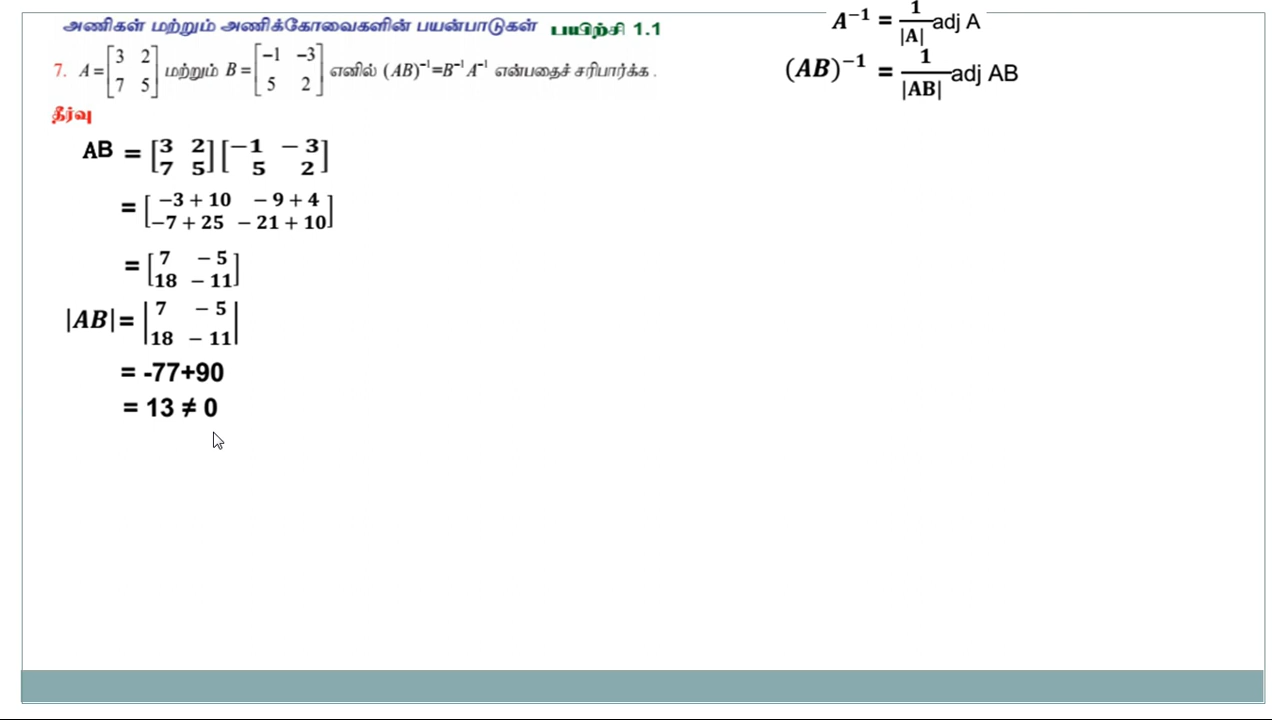 அணிகள் மற்றும் அணிக்கோவைகளின் பயன்பாடுகள் பயிற்சி 1.1
7. A = [3 2; 7 5] மற்றும் B = [−1 −3; 5 2] எனில் (AB)⁻¹=B⁻¹A⁻¹ என்பதைச் சரிபார்க்க .
தீர்வு
AB = [3 2; 7 5] [−1 − 3; 5 2]
= [−3 + 10 − 9 + 4; −7 + 25 − 21 + 10]
= [7 − 5; 18 − 11]
|AB| = |7 − 5; 18 − 11|
= -77+90
= 13 ≠ 0
A⁻¹ = 1/|A| adj A
(AB)⁻¹ = 1/|AB| adj AB